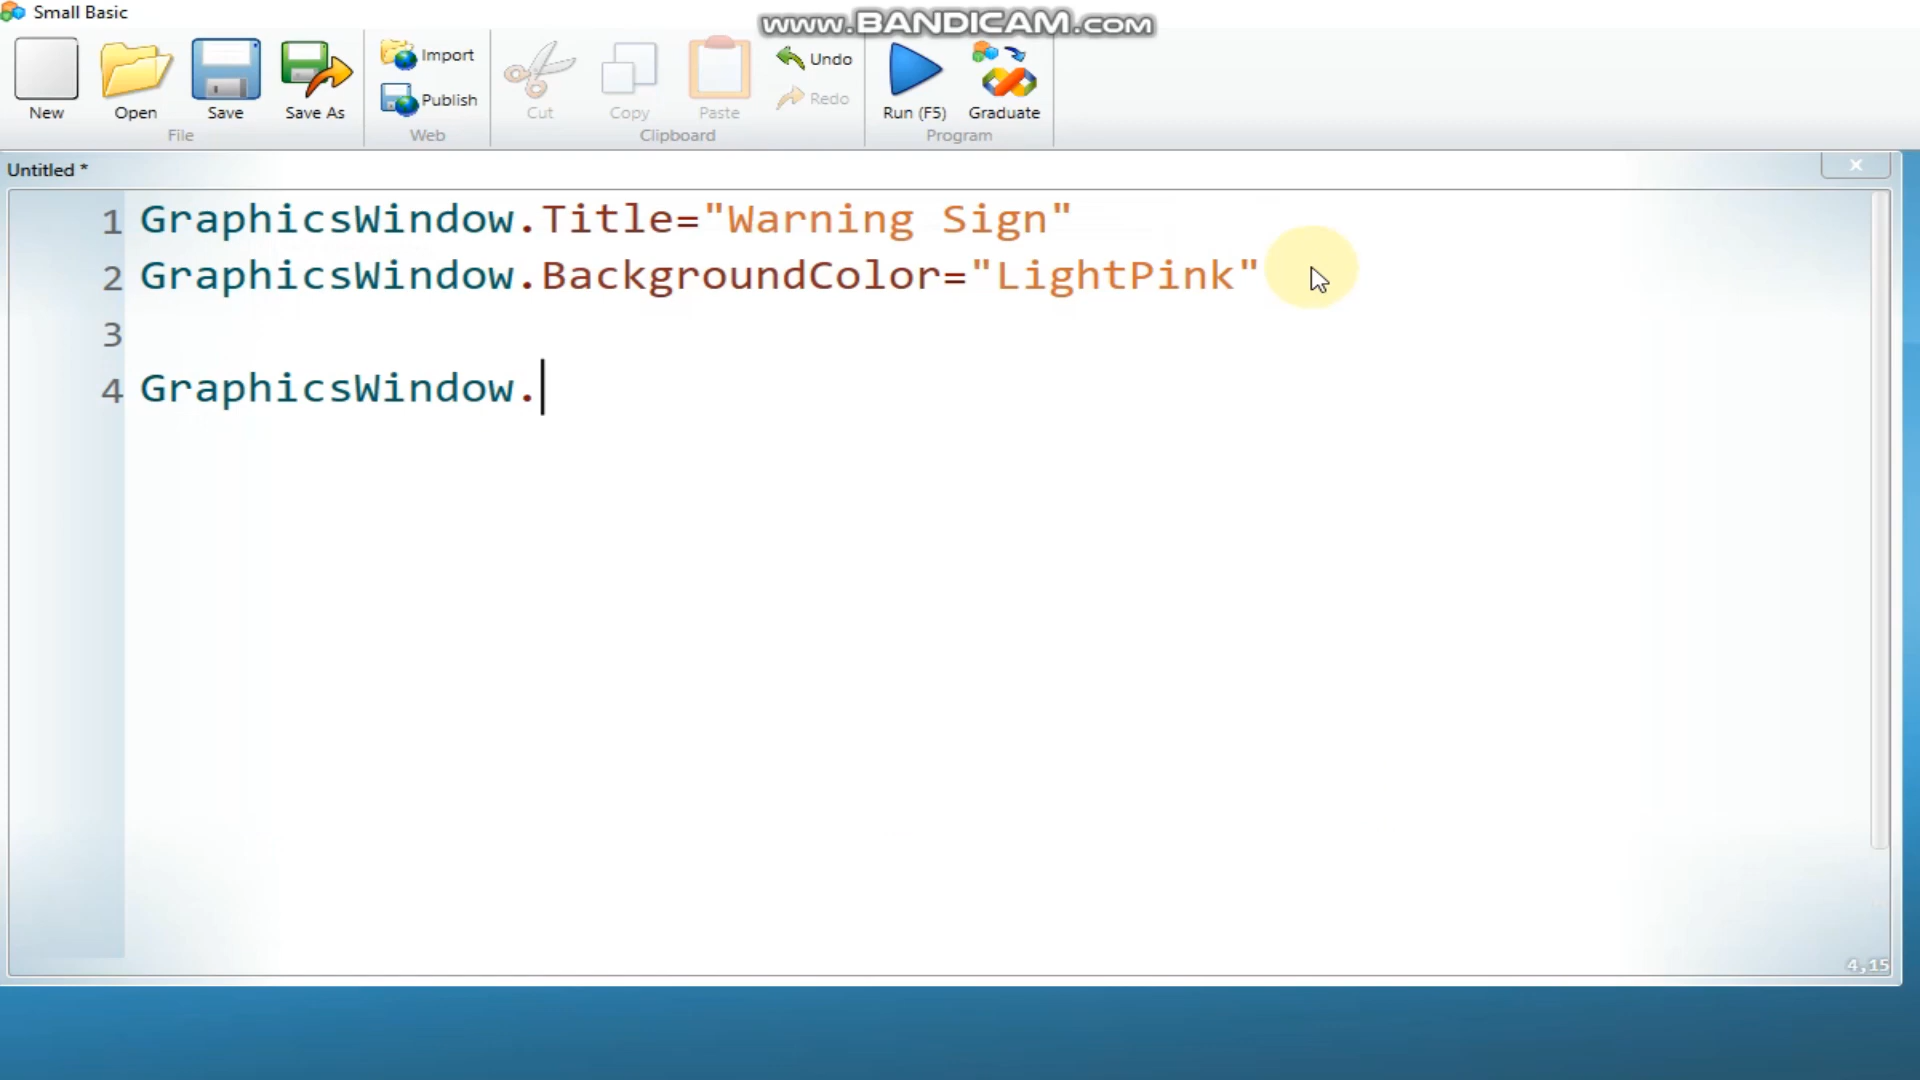 Small Basic
www.BANDICAM.com
New
Open
Save
Save As
File
Import
Publish
Web
Cut
Copy
Paste
Undo
Redo
Clipboard
Run (F5)
Graduate
Program
Untitled *
1 GraphicsWindow.Title="Warning Sign"
2 GraphicsWindow.BackgroundColor="LightPink"
3
4 GraphicsWindow.
4,15